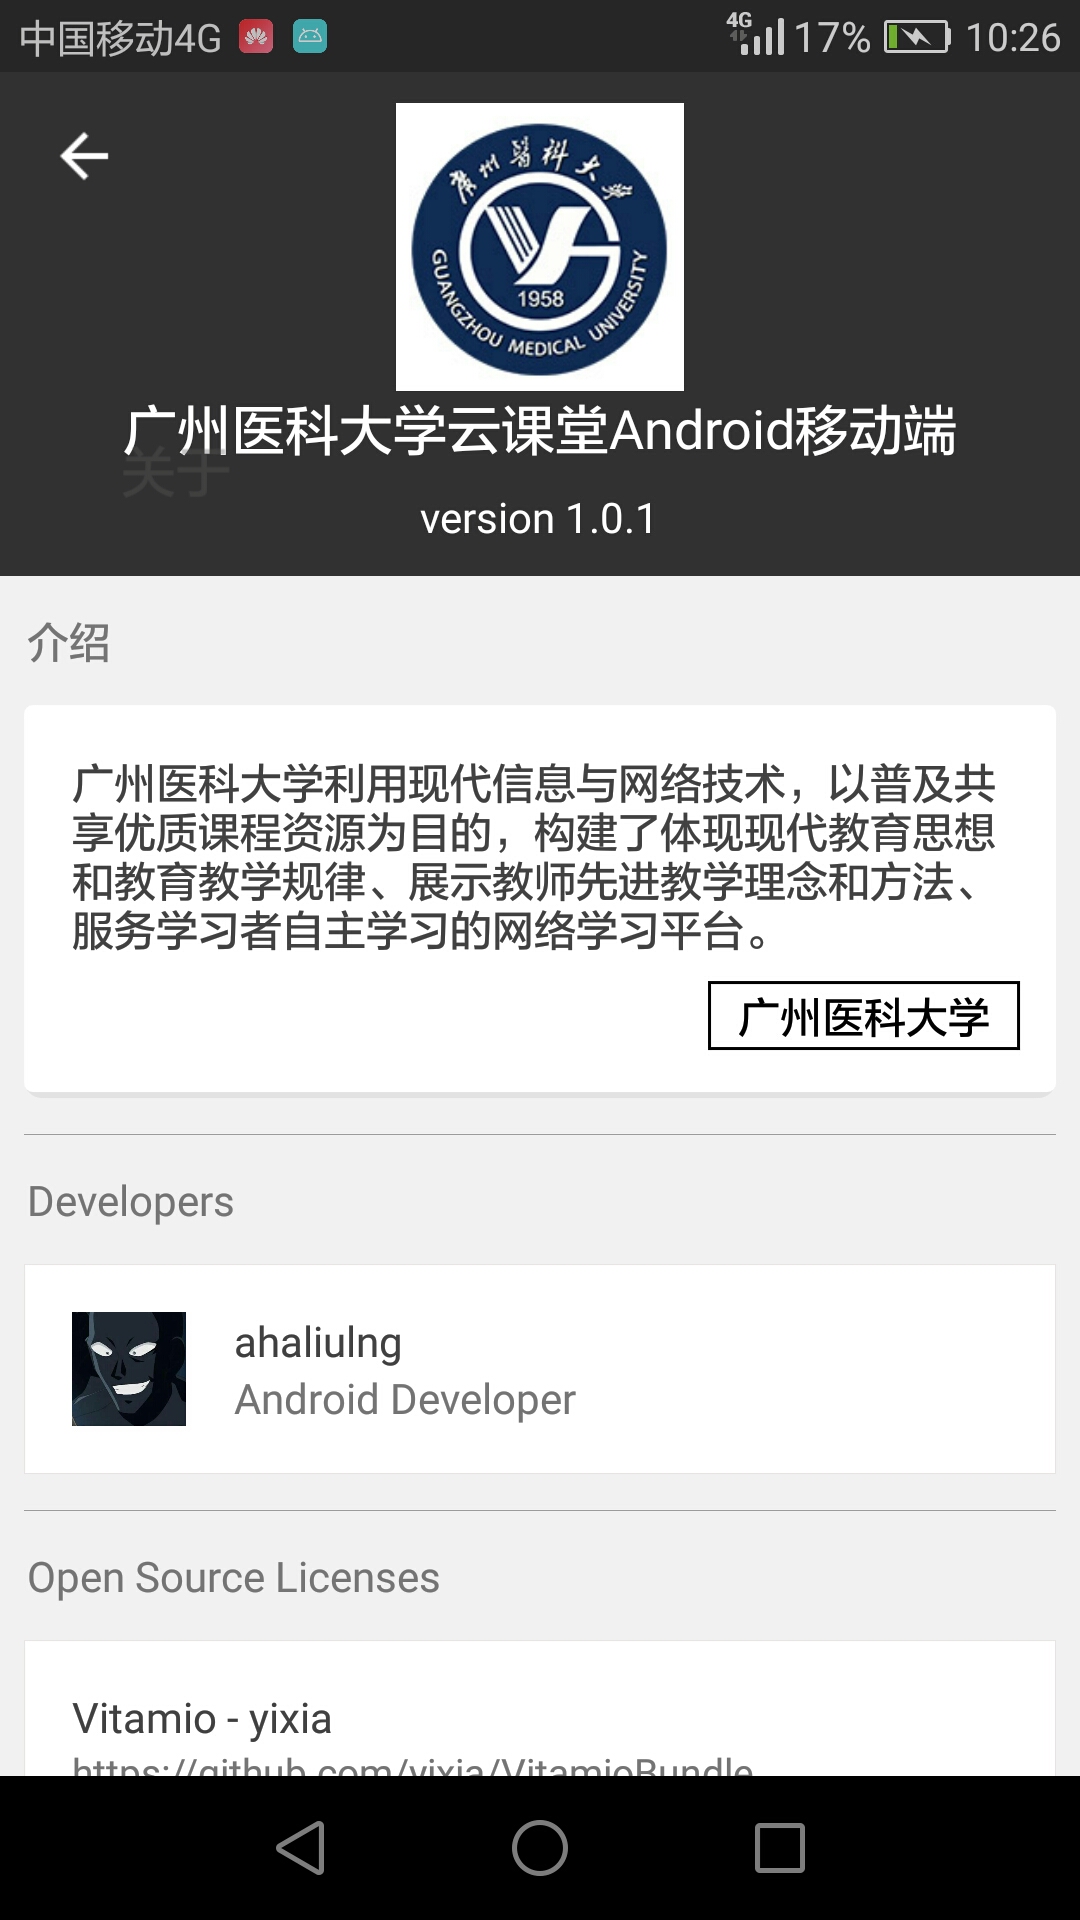 中国移动4G 4G 17% 10:26
广州醫科大学
1958
GUANGZHOU MEDICAL UNIVERSITY
广州医科大学云课堂Android移动端
关于
version 1.0.1
介绍
广州医科大学利用现代信息与网络技术，以普及共
享优质课程资源为目的，构建了体现现代教育思想
和教育教学规律、展示教师先进教学理念和方法、
服务学习者自主学习的网络学习平台。
广州医科大学
Developers
ahaliulng
Android Developer
Open Source Licenses
Vitamio - yixia
https://github.com/yixia/VitamioBundle